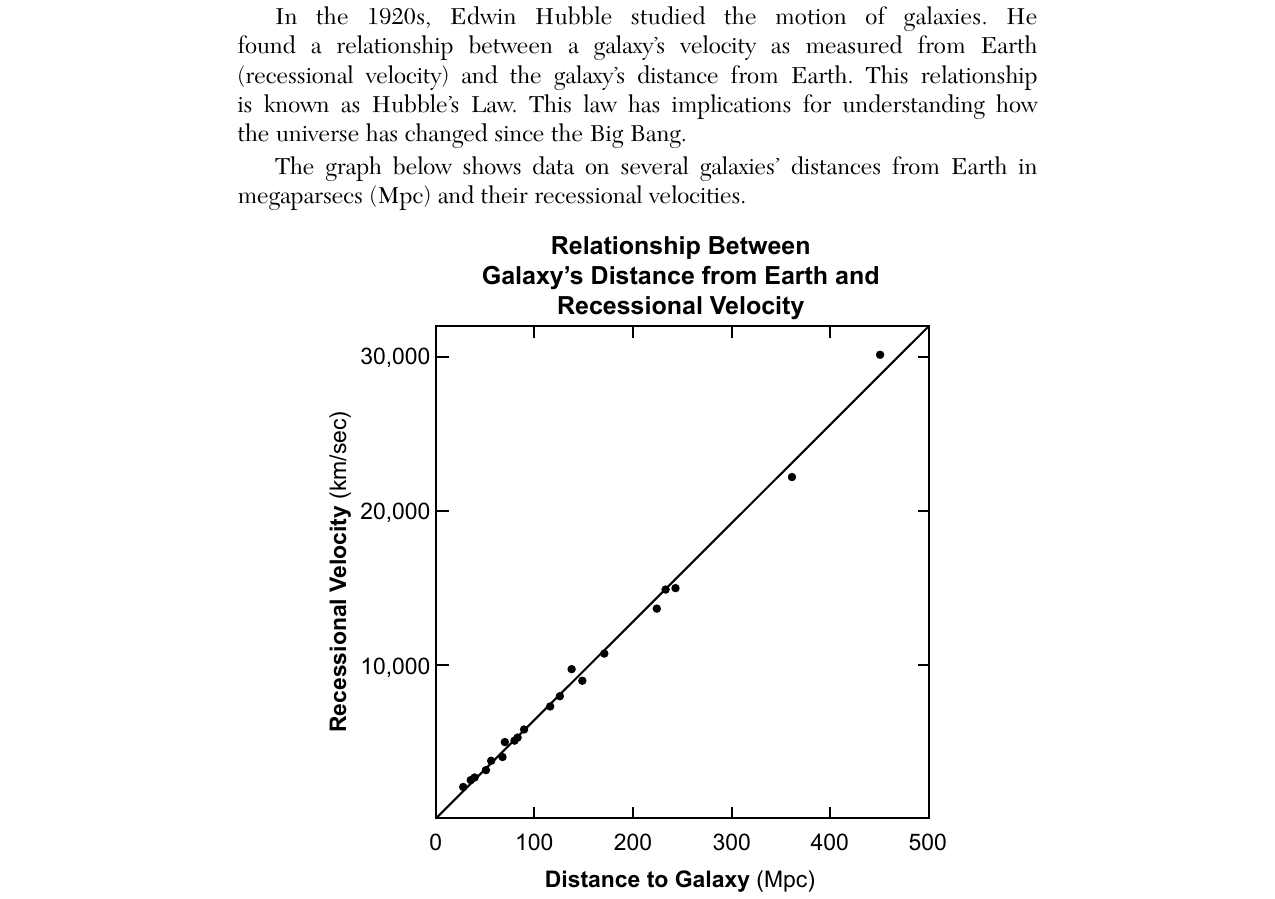 In the 1920s, Edwin Hubble studied the motion of galaxies. He
found a relationship between a galaxy’s velocity as measured from Earth
(recessional velocity) and the galaxy’s distance from Earth. This relationship
is known as Hubble’s Law. This law has implications for understanding how
the universe has changed since the Big Bang.
The graph below shows data on several galaxies’ distances from Earth in
megaparsecs (Mpc) and their recessional velocities.
Relationship Between
Galaxy’s Distance from Earth and
Recessional Velocity
30,000
20,000
10,000
Recessional Velocity (km/sec)
0 100 200 300 400 500
Distance to Galaxy (Mpc)